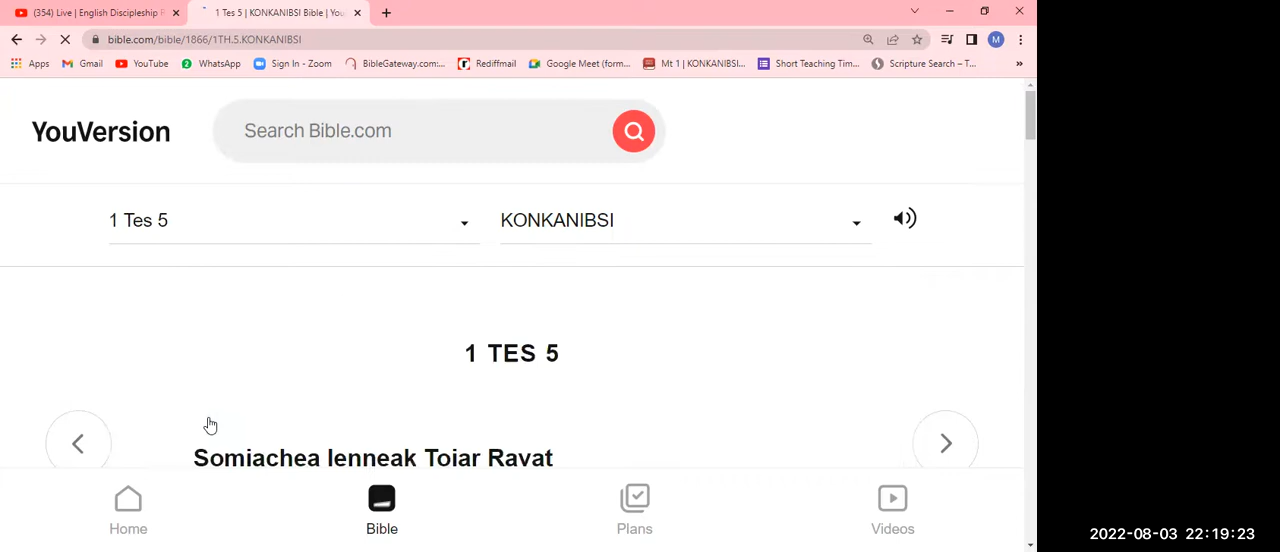 (354) Live | English Discipleship
1 Tes 5 | KONKANIBSI Bible | You
bible.com/bible/1866/1TH.5.KONKANIBSI
M
Apps Gmail YouTube WhatsApp Sign In - Zoom BibleGateway.com:... Rediffmail Google Meet (form... Mt 1 | KONKANIBSI... Short Teaching Tim... Scripture Search – T... »
YouVersion
Search Bible.com
1 Tes 5
KONKANIBSI
1 TES 5
Somiachea Ienneak Toiar Ravat
Home Bible Plans Videos
2022-08-03 22:19:23